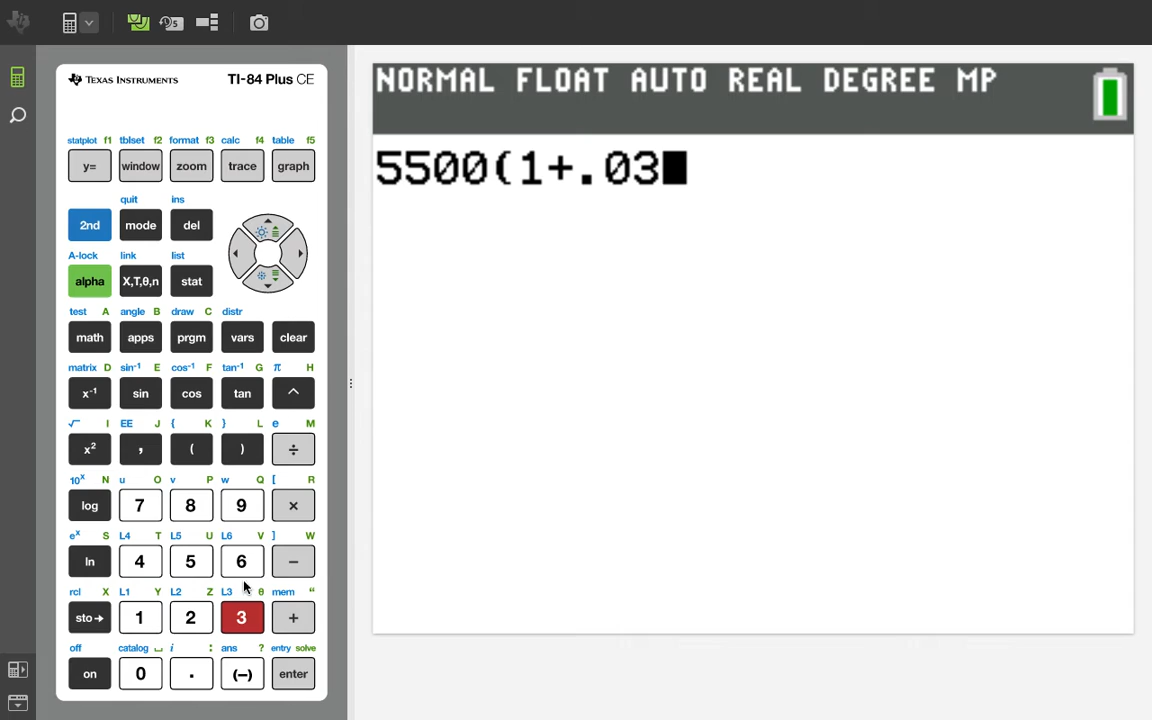 TEXAS INSTRUMENTS TI-84 Plus CE
NORMAL FLOAT AUTO REAL DEGREE MP
5500(1+.03
statplot f1 tblset f2 format f3 calc f4 table f5
y= window zoom trace graph
quit ins
2nd mode del
A-lock link list
alpha X,T,θ,n stat
test A angle B draw C distr
math apps prgm vars clear
matrix D sin⁻¹ E cos⁻¹ F tan⁻¹ G π H
x⁻¹ sin cos tan ^
√ I EE J { K } L e M
x² , ( ) ÷
10ˣ N u O v P w Q [ R
log 7 8 9 ×
eˣ S L4 T L5 U L6 V ] W
ln 4 5 6 −
rcl X L1 Y L2 Z L3 θ mem "
sto→ 1 2 3 +
off catalog ␣ i : ans ? entry solve
on 0 . (−) enter